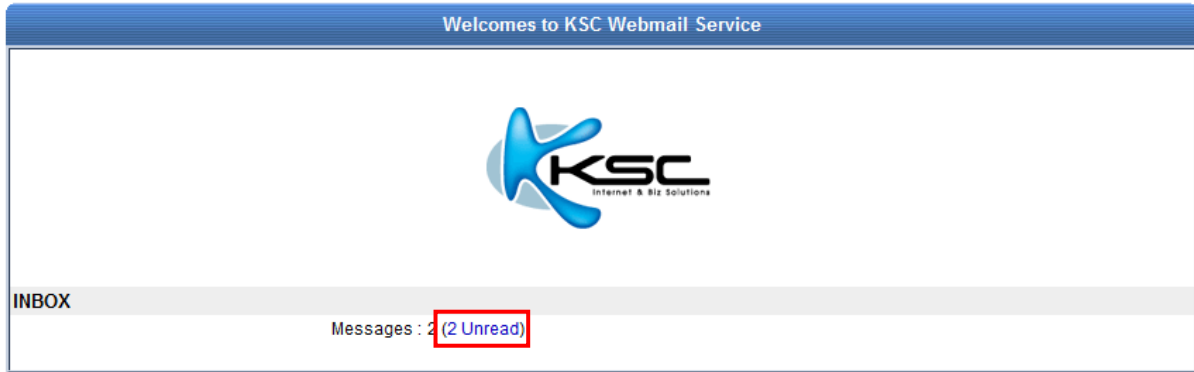 Welcomes to KSC Webmail Service
KSC
Internet & Biz Solutions
INBOX
Messages : 2 (2 Unread)